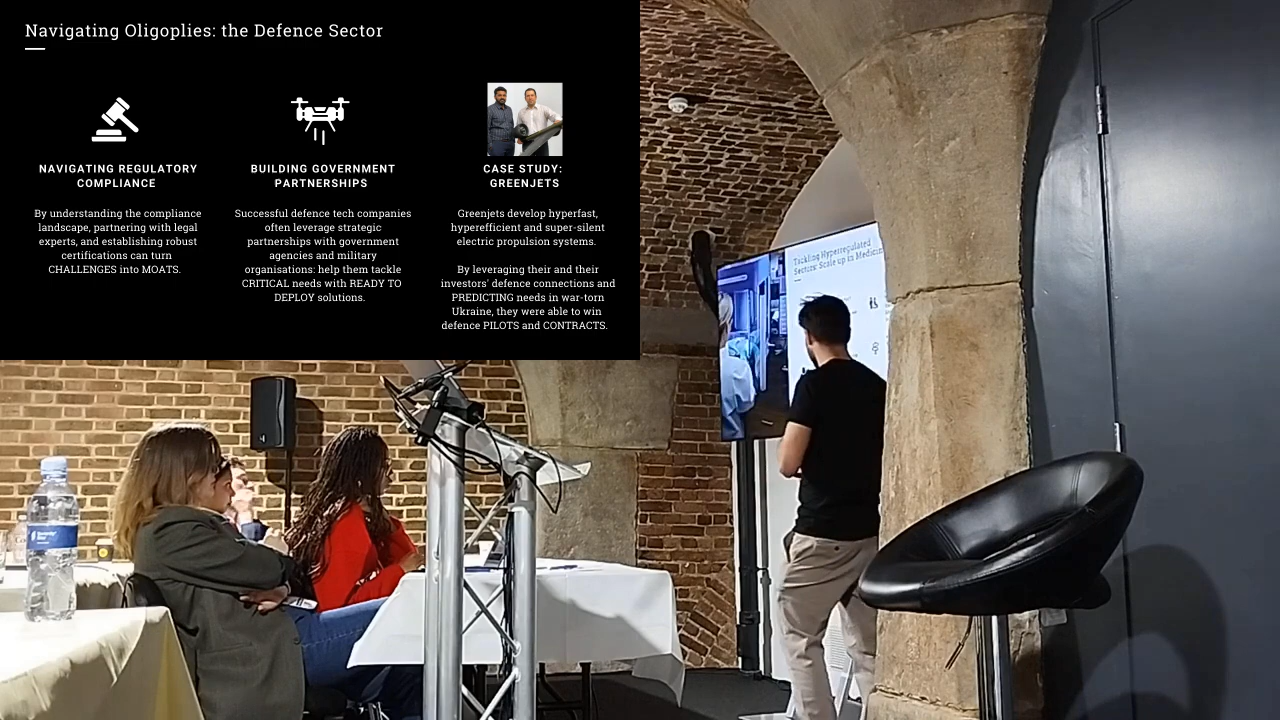 Navigating Oligoplies: the Defence Sector
NAVIGATING REGULATORY
COMPLIANCE
By understanding the compliance
landscape, partnering with legal
experts, and establishing robust
certifications can turn
CHALLENGES into MOATS.
BUILDING GOVERNMENT
PARTNERSHIPS
Successful defence tech companies
often leverage strategic
partnerships with government
agencies and military
organisations: help them tackle
CRITICAL needs with READY TO
DEPLOY solutions.
CASE STUDY:
GREENJETS
Greenjets develop hyperfast,
hyperefficient and super-silent
electric propulsion systems.
By leveraging their and their
investors' defence connections and
PREDICTING needs in war-torn
Ukraine, they were able to win
defence PILOTS and CONTRACTS.
Tackling Hyperregulated
Sectors: Scale up in Medicin